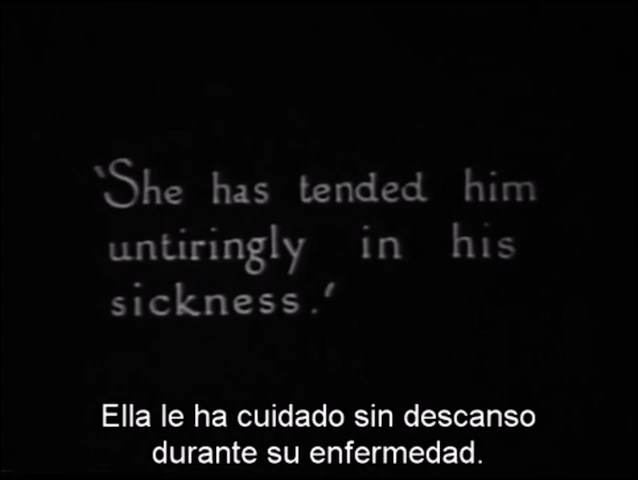 'She has tended him
untiringly in his
sickness.'
Ella le ha cuidado sin descanso
durante su enfermedad.